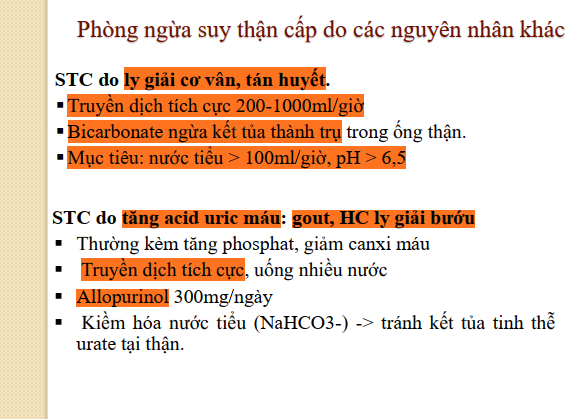 Phòng ngừa suy thận cấp do các nguyên nhân khác
STC do ly giải cơ vân, tán huyết.
▪ Truyền dịch tích cực 200-1000ml/giờ
▪ Bicarbonate ngừa kết tủa thành trụ trong ống thận.
▪ Mục tiêu: nước tiểu > 100ml/giờ, pH > 6,5
STC do tăng acid uric máu: gout, HC ly giải bướu
▪ Thường kèm tăng phosphat, giảm canxi máu
▪ Truyền dịch tích cực, uống nhiều nước
▪ Allopurinol 300mg/ngày
▪ Kiềm hóa nước tiểu (NaHCO3-) -> tránh kết tủa tinh thễ
urate tại thận.